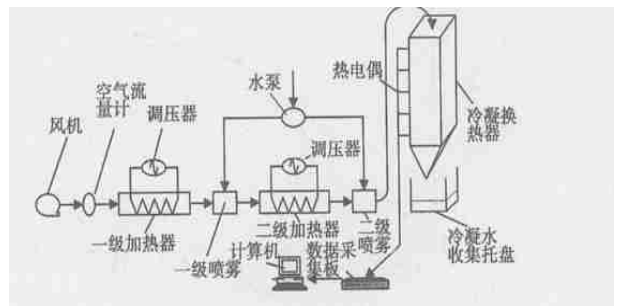 水泵
热电偶
空气流
量计
调压器
冷凝换
热器
风机
调压器
一级加热器
一级喷雾
二级加热器
二级
喷雾
冷凝水
收集托盘
计算机
数据采
集板